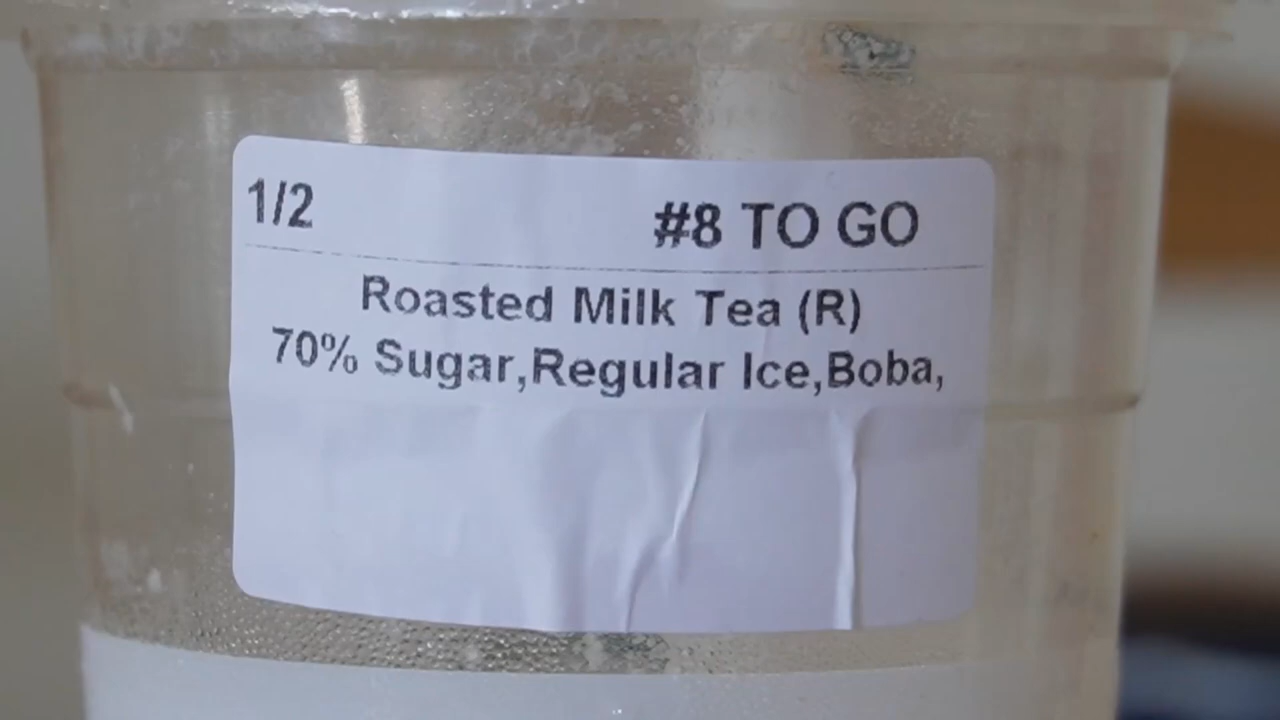 1/2 #8 TO GO
Roasted Milk Tea (R)
70% Sugar,Regular Ice,Boba,